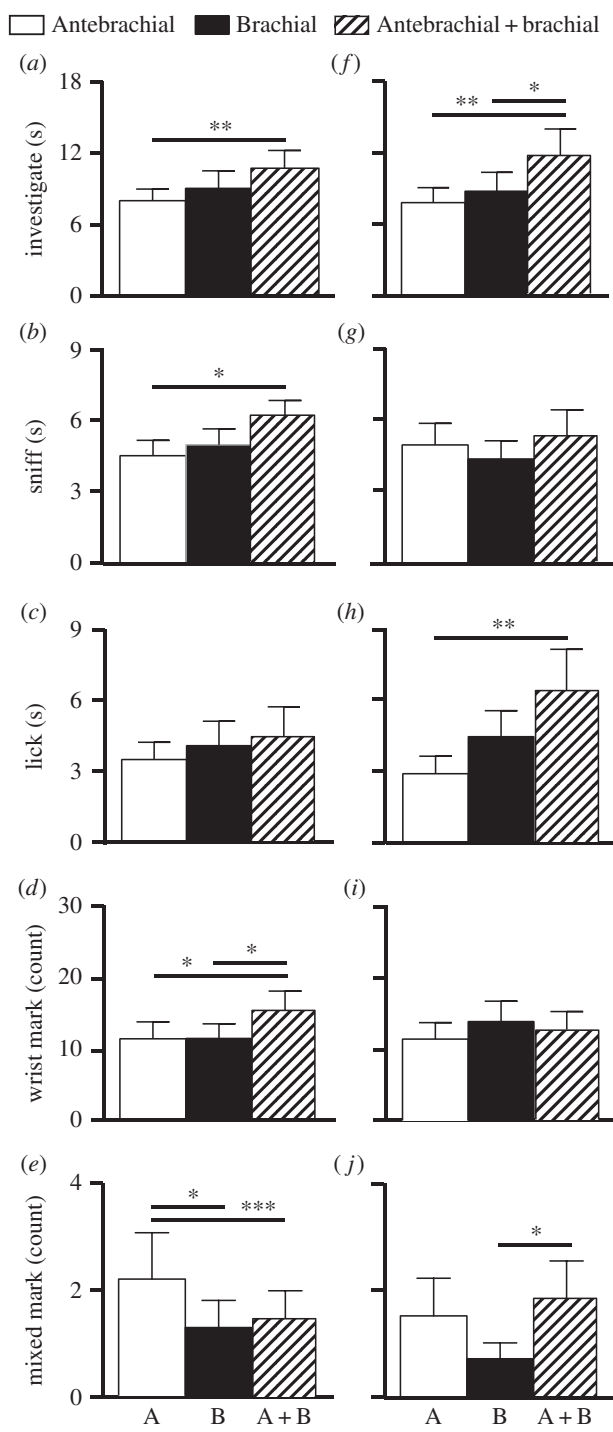 Antebrachial Brachial Antebrachial + brachial
(a) (f)
18
12
6
0
investigate (s)
** ** *
(b) (g)
9
6
3
0
sniff (s)
*
(c) (h)
9
6
3
0
lick (s)
**
(d) (i)
30
20
10
0
wrist mark (count)
* *
(e) (j)
4
2
0
mixed mark (count)
* *** *
A B A + B A B A + B